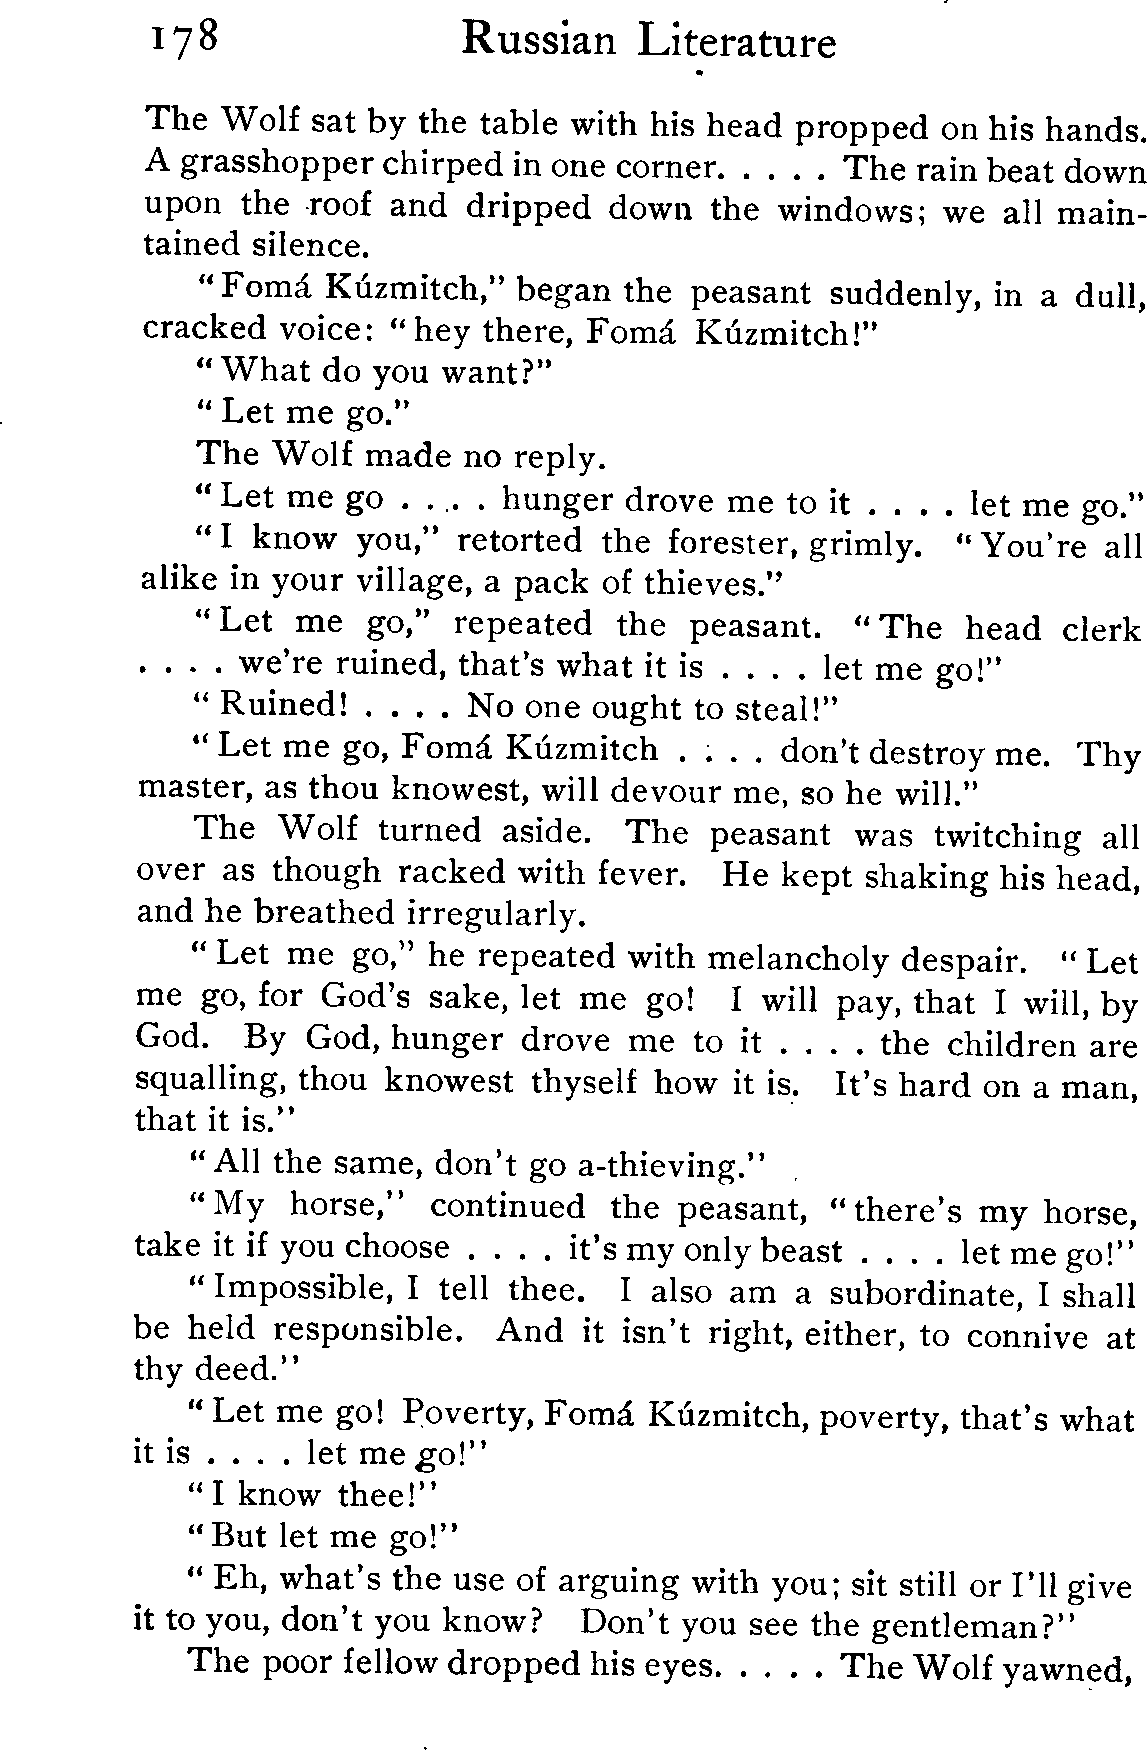 178 Russian Literature
The Wolf sat by the table with his head propped on his hands.
A grasshopper chirped in one corner. . . . . . The rain beat down
upon the roof and dripped down the windows; we all main-
tained silence.
"Fomá Kúzmitch," began the peasant suddenly, in a dull,
cracked voice: "hey there, Fomá Kúzmitch!"
"What do you want?"
"Let me go."
The Wolf made no reply.
"Let me go . . . . hunger drove me to it . . . . let me go."
"I know you," retorted the forester, grimly. "You're all
alike in your village, a pack of thieves."
"Let me go," repeated the peasant. "The head clerk
. . . . we're ruined, that's what it is . . . . let me go!"
"Ruined! . . . . No one ought to steal!"
"Let me go, Fomá Kúzmitch . . . . don't destroy me. Thy
master, as thou knowest, will devour me, so he will."
The Wolf turned aside. The peasant was twitching all
over as though racked with fever. He kept shaking his head,
and he breathed irregularly.
"Let me go," he repeated with melancholy despair. "Let
me go, for God's sake, let me go! I will pay, that I will, by
God. By God, hunger drove me to it . . . . the children are
squalling, thou knowest thyself how it is. It's hard on a man,
that it is."
"All the same, don't go a-thieving."
"My horse," continued the peasant, "there's my horse,
take it if you choose . . . . it's my only beast . . . . let me go!"
"Impossible, I tell thee. I also am a subordinate, I shall
be held responsible. And it isn't right, either, to connive at
thy deed."
"Let me go! Poverty, Fomá Kúzmitch, poverty, that's what
it is . . . . let me go!"
"I know thee!"
"But let me go!"
"Eh, what's the use of arguing with you; sit still or I'll give
it to you, don't you know? Don't you see the gentleman?"
The poor fellow dropped his eyes. . . . . . The Wolf yawned,